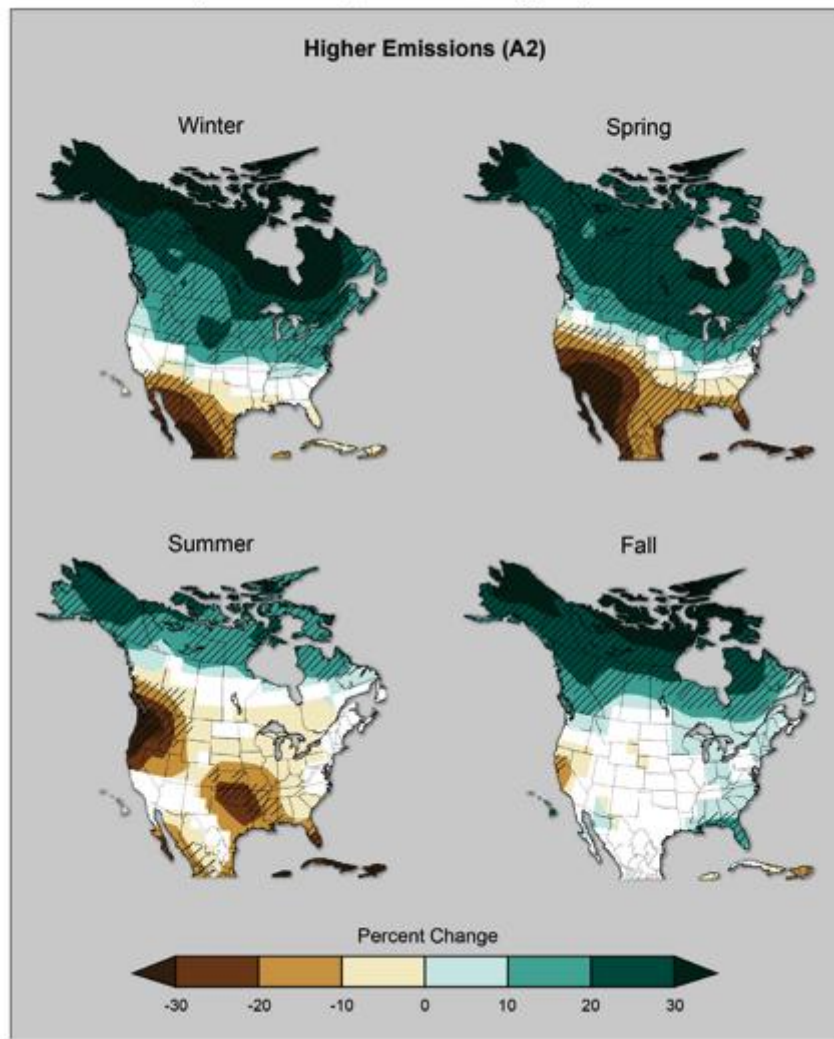 Higher Emissions (A2)
Winter
Spring
Summer
Fall
Percent Change
-30 -20 -10 0 10 20 30